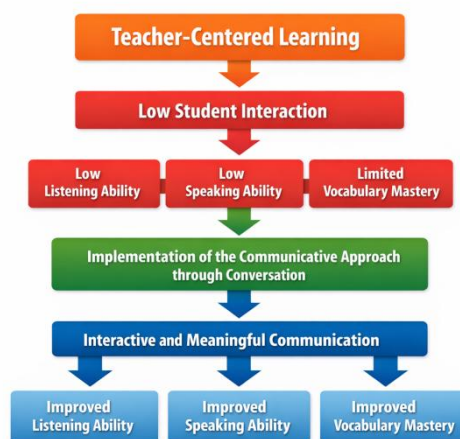 Teacher-Centered Learning
Low Student Interaction
Low
Listening Ability
Low
Speaking Ability
Limited
Vocabulary Mastery
Implementation of the Communicative Approach
through Conversation
Interactive and Meaningful Communication
Improved
Listening Ability
Improved
Speaking Ability
Improved
Vocabulary Mastery